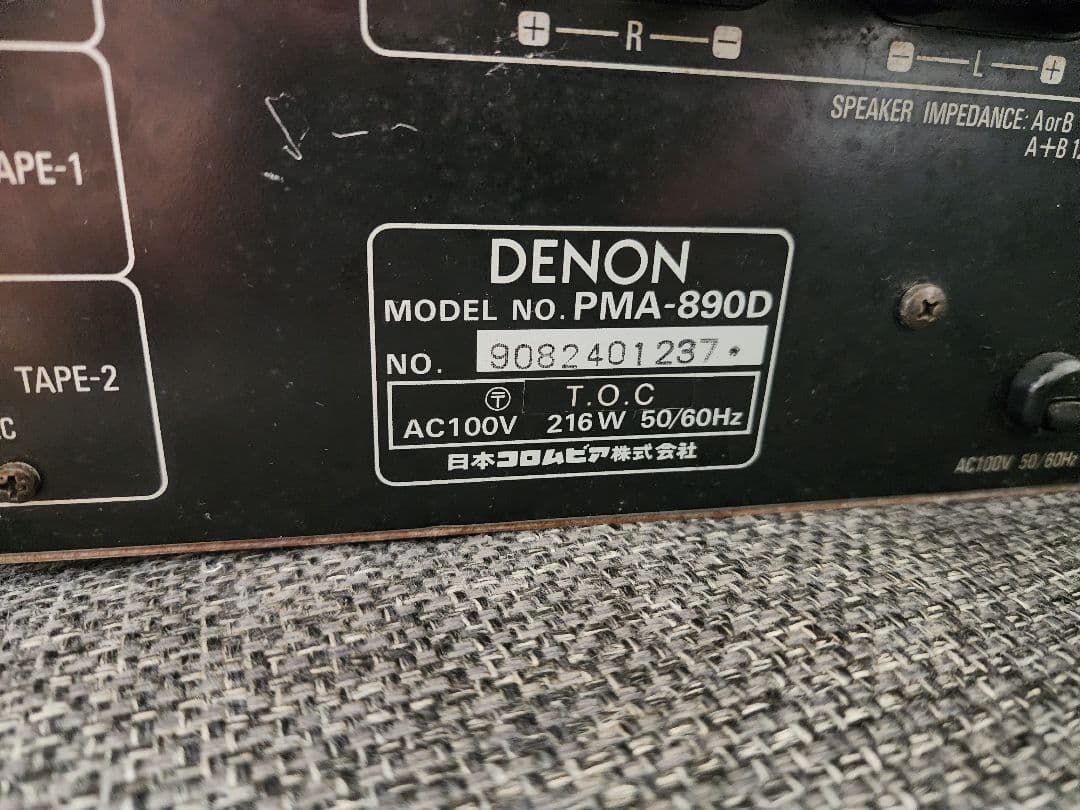 + R −
− L +
SPEAKER IMPEDANCE: AorB
A+B
APE-1
DENON
MODEL NO. PMA-890D
NO. 9082401237*
TAPE-2
〒 T.O.C
AC100V 216W 50/60Hz
日本コロムビア株式会社
AC100V 50/60Hz